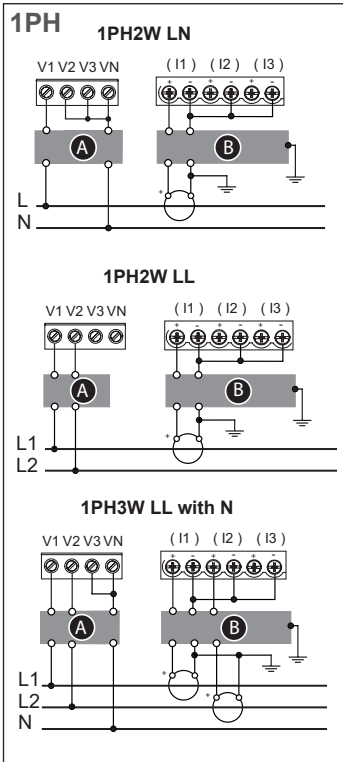 1PH
1PH2W LN
V1 V2 V3 VN
( I1 ) ( I2 ) ( I3 )
+ - + - + -
A
B
+
L
N
1PH2W LL
V1 V2 V3 VN
( I1 ) ( I2 ) ( I3 )
+ - + - + -
A
B
+
L1
L2
1PH3W LL with N
V1 V2 V3 VN
( I1 ) ( I2 ) ( I3 )
+ - + - + -
A
B
+
+
L1
L2
N